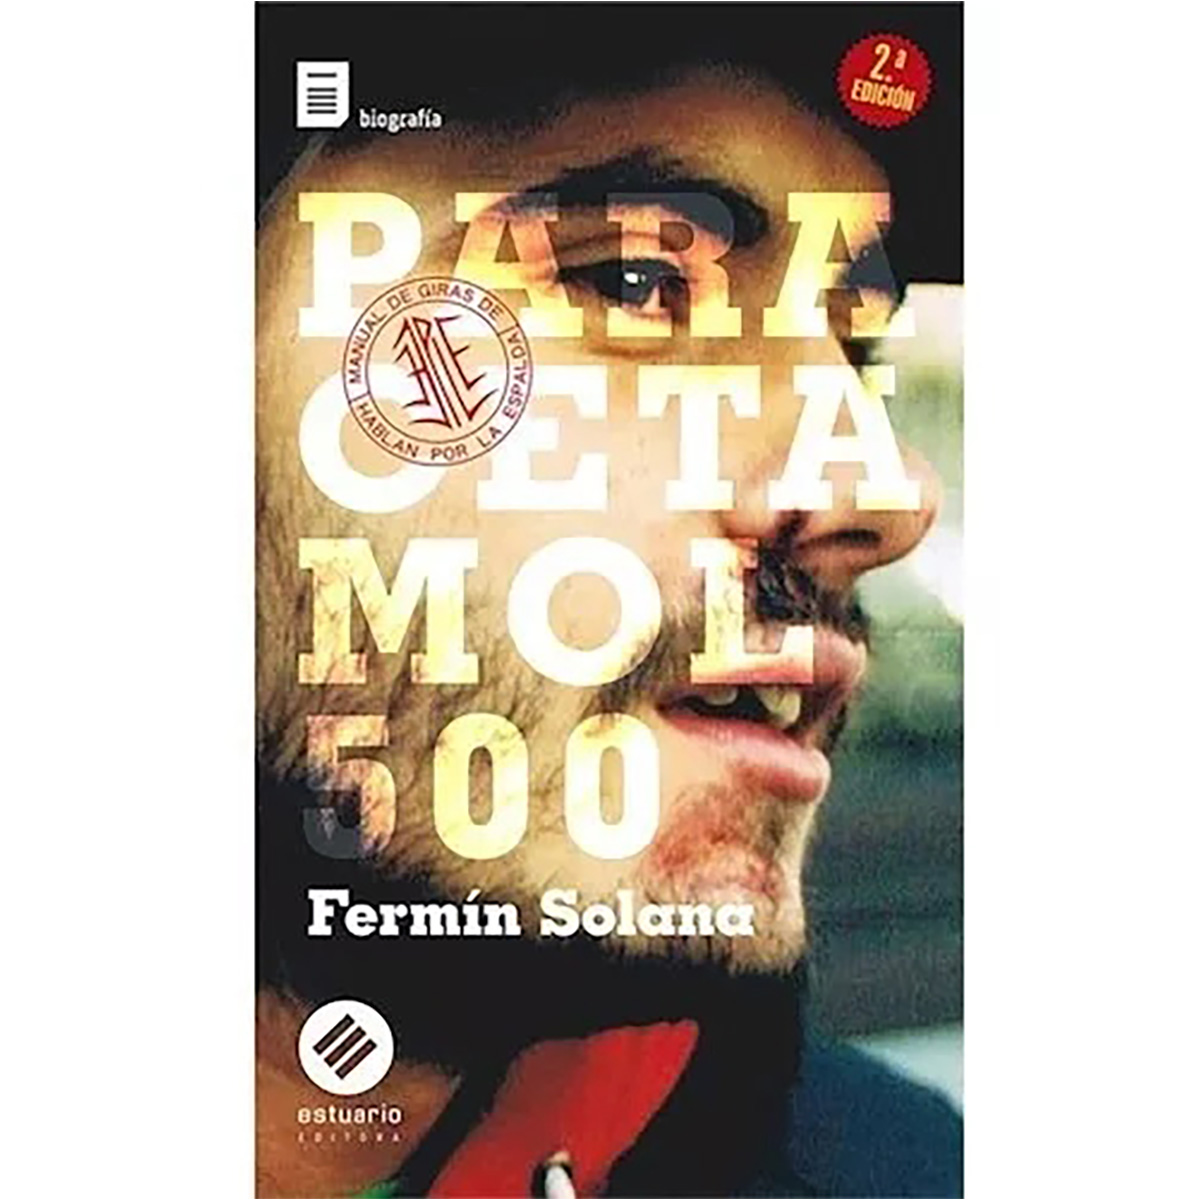 biografía
2.ª
EDICIÓN
PARA
CETA
MOL
500
MANUAL DE GIRAS DE
HABLAN POR LA ESPALDA
Fermín Solana
estuario
EDITORA